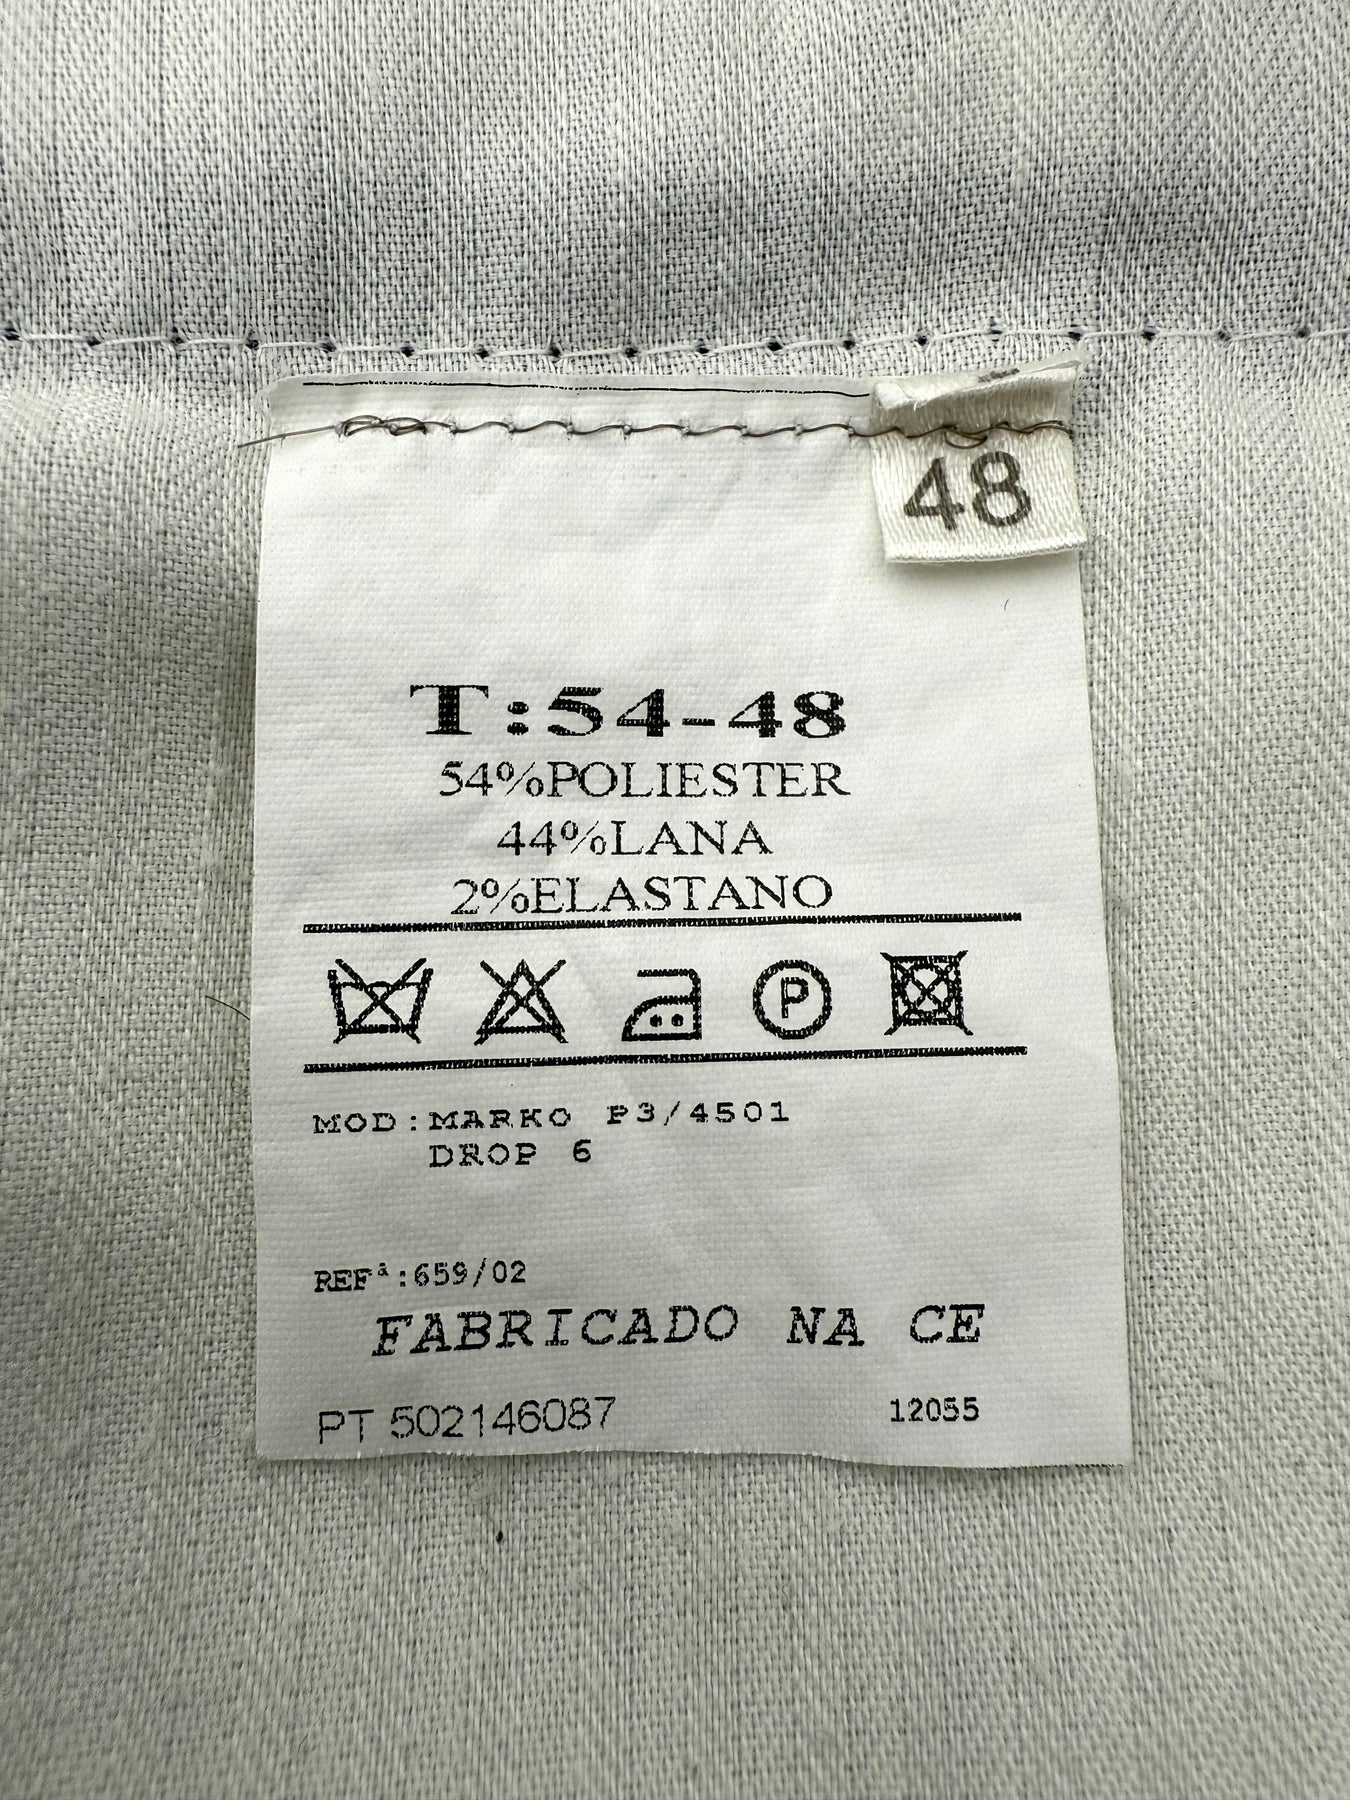 48
T:54-48
54%POLIESTER
44%LANA
2%ELASTANO
P
MOD:MARKO P3/4501
DROP 6
REFª:659/02
FABRICADO NA CE
PT 502146087
12055